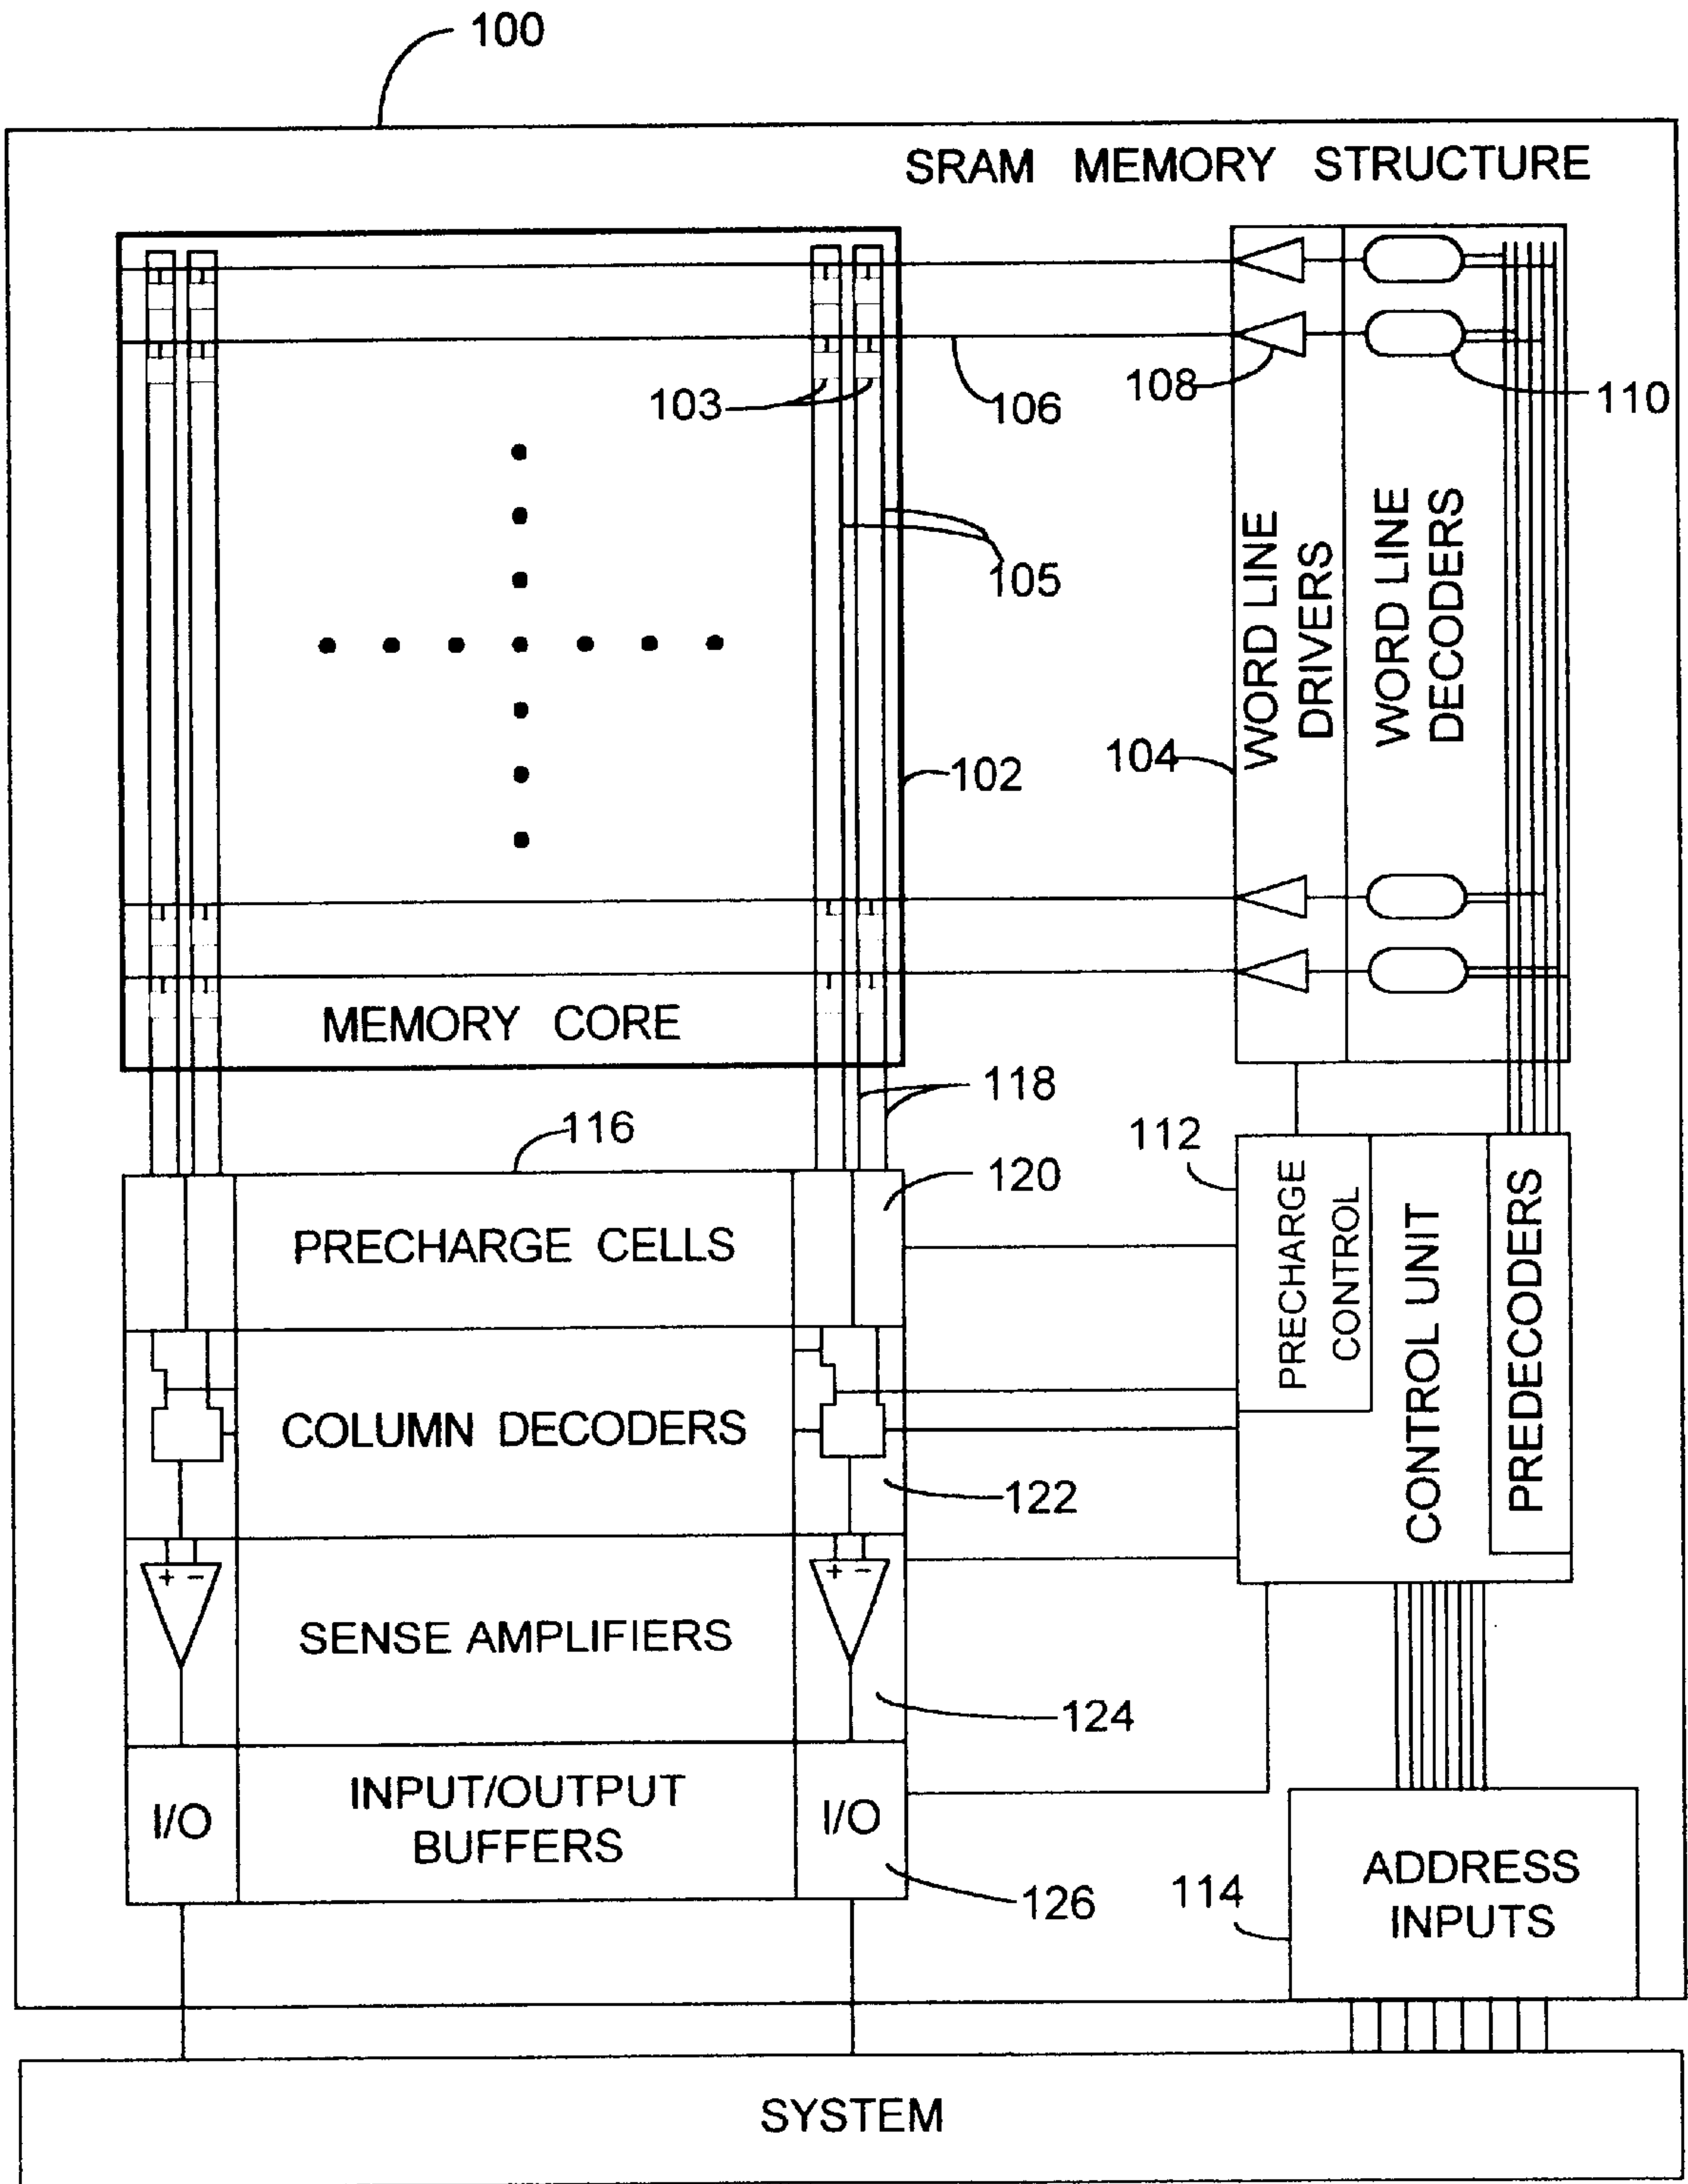 100
SRAM MEMORY STRUCTURE
103
106
108
110
105
WORD LINE
DRIVERS
WORD LINE
DECODERS
104
102
MEMORY CORE
118
116
112
120
PRECHARGE CELLS
PRECHARGE
CONTROL
CONTROL UNIT
PREDECODERS
COLUMN DECODERS
122
+ −
+ −
SENSE AMPLIFIERS
124
I/O
INPUT/OUTPUT
BUFFERS
I/O
126
114
ADDRESS
INPUTS
SYSTEM